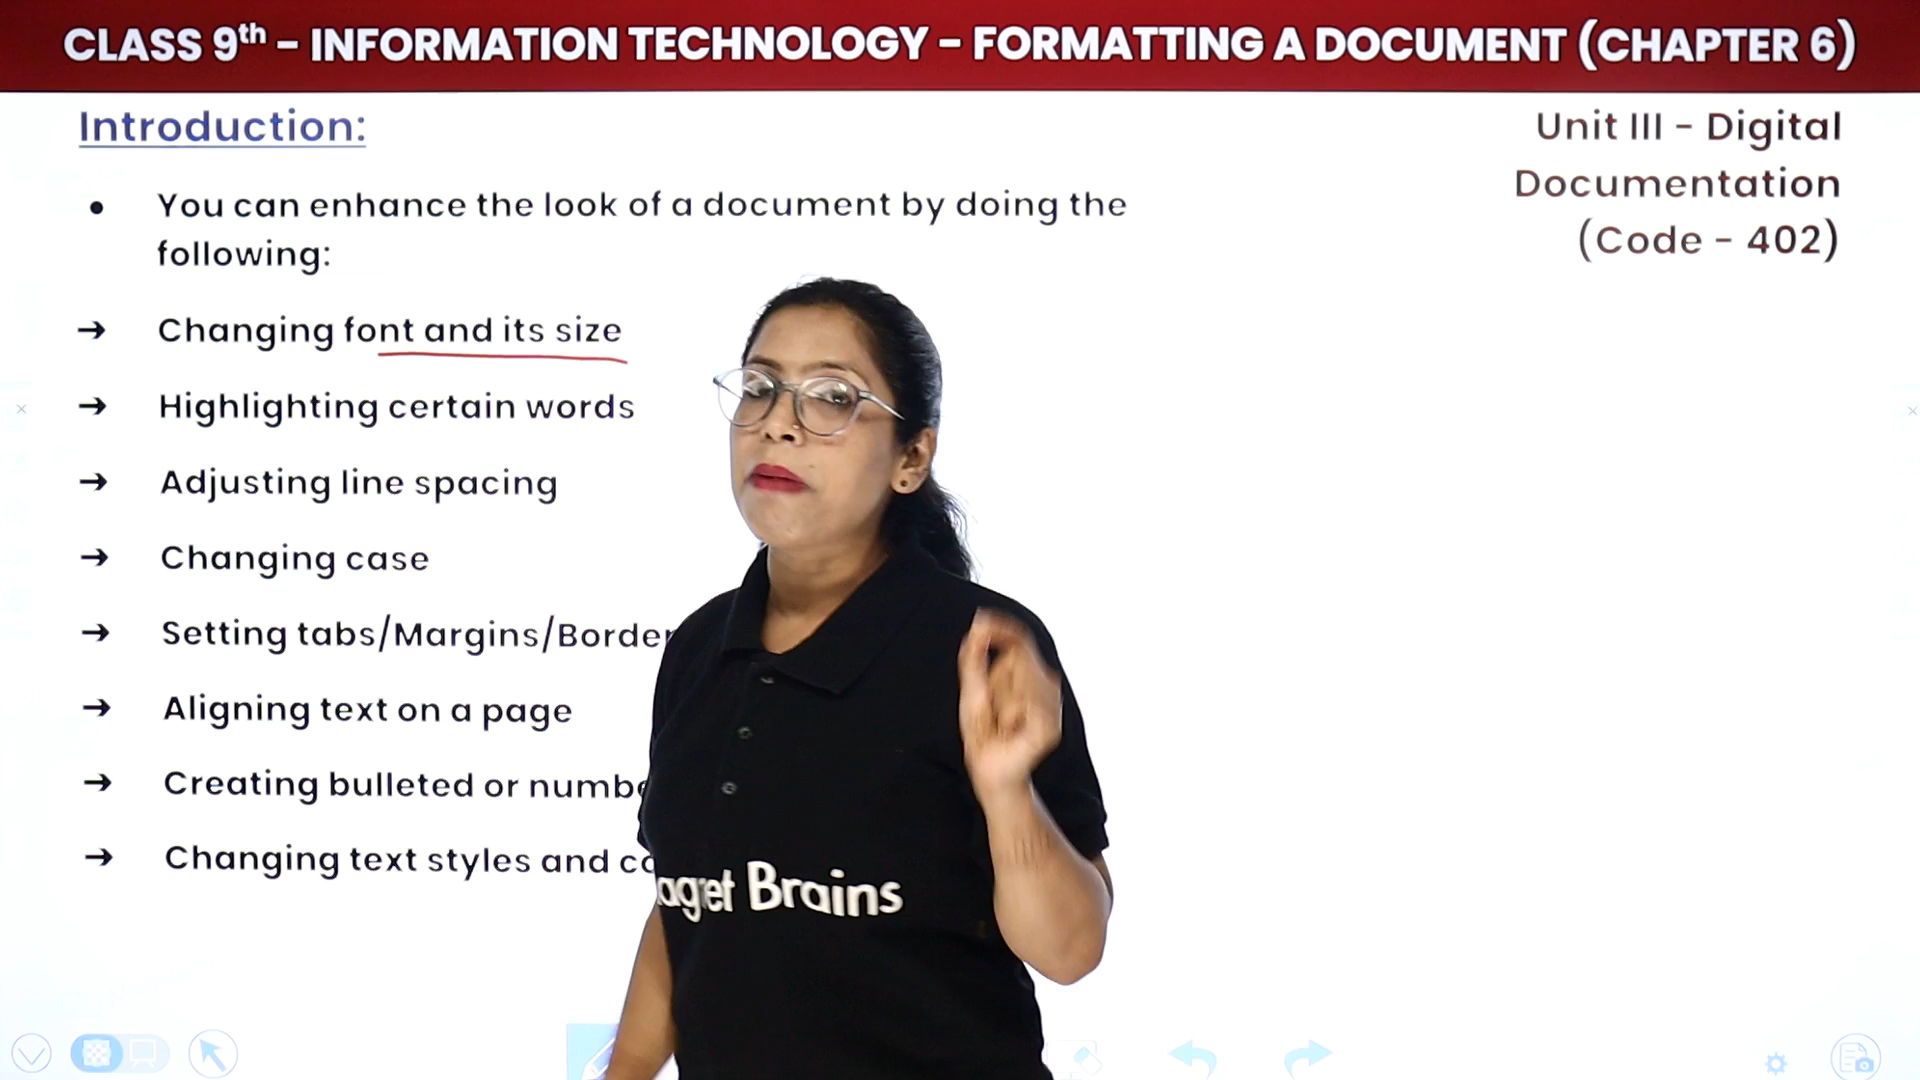 CLASS 9th – INFORMATION TECHNOLOGY – FORMATTING A DOCUMENT (CHAPTER 6)
Introduction:
Unit III – Digital
Documentation
(Code – 402)
• You can enhance the look of a document by doing the
following:
→ Changing font and its size
→ Highlighting certain words
→ Adjusting line spacing
→ Changing case
→ Setting tabs/Margins/Border
→ Aligning text on a page
→ Creating bulleted or
→ Changing text styles and
Brains